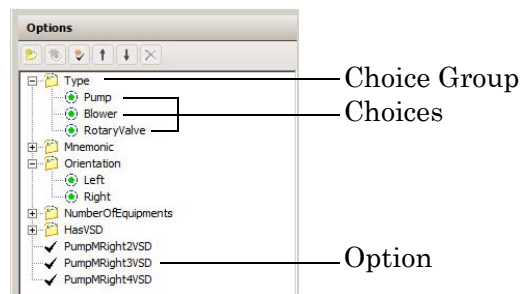 Options
Type
Choice Group
Pump
Blower
Choices
RotaryValve
Mnemonic
Orientation
Left
Right
NumberOfEquipments
HasVSD
PumpMRight2VSD
PumpMRight3VSD
Option
PumpMRight4VSD